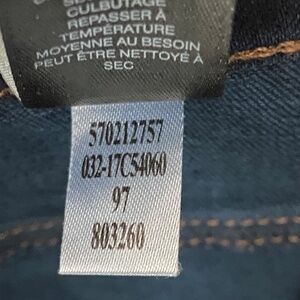 CULBUTAGE
REPASSER À
TEMPÉRATURE
MOYENNE AU BESOIN
PEUT ÊTRE NETTOYÉ À
SEC
570212757
032-17C54060
97
803260